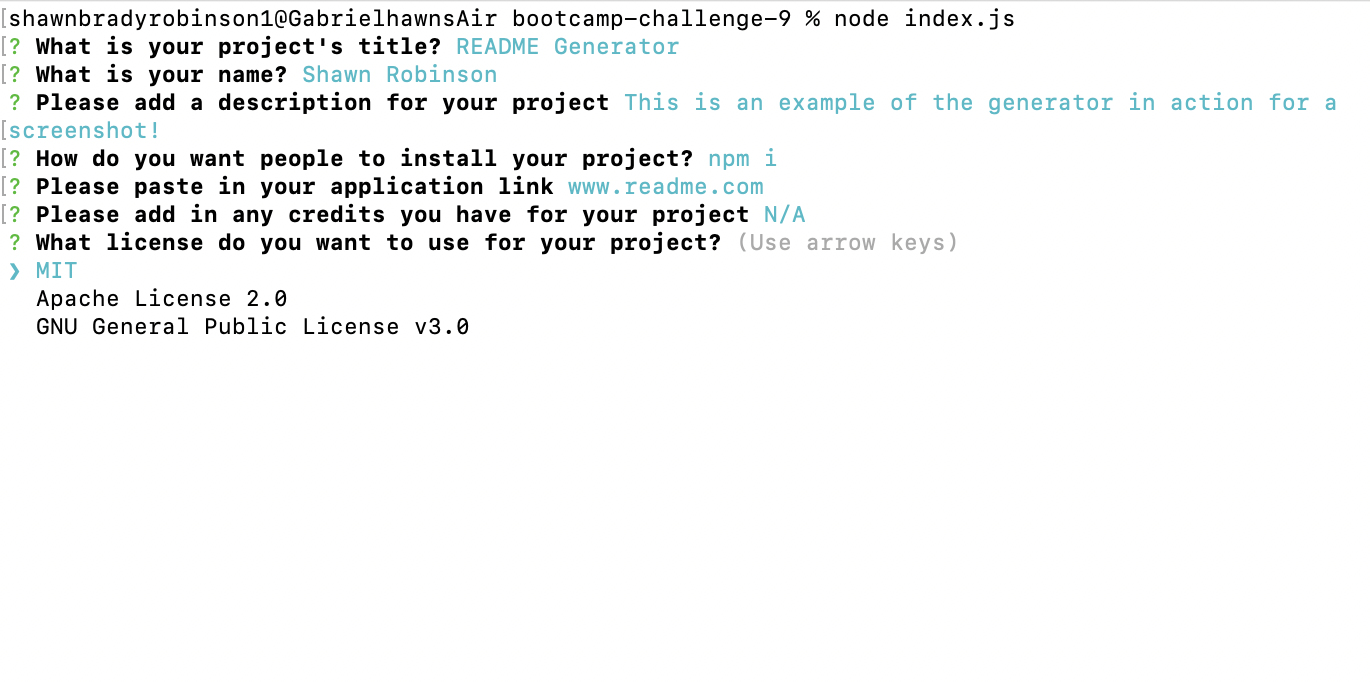 [shawnbradyrobinson1@GabrielhawnsAir bootcamp-challenge-9 % node index.js
[? What is your project's title? README Generator
[? What is your name? Shawn Robinson
? Please add a description for your project This is an example of the generator in action for a
[screenshot!
[? How do you want people to install your project? npm i
[? Please paste in your application link www.readme.com
[? Please add in any credits you have for your project N/A
? What license do you want to use for your project? (Use arrow keys)
❯ MIT
Apache License 2.0
GNU General Public License v3.0